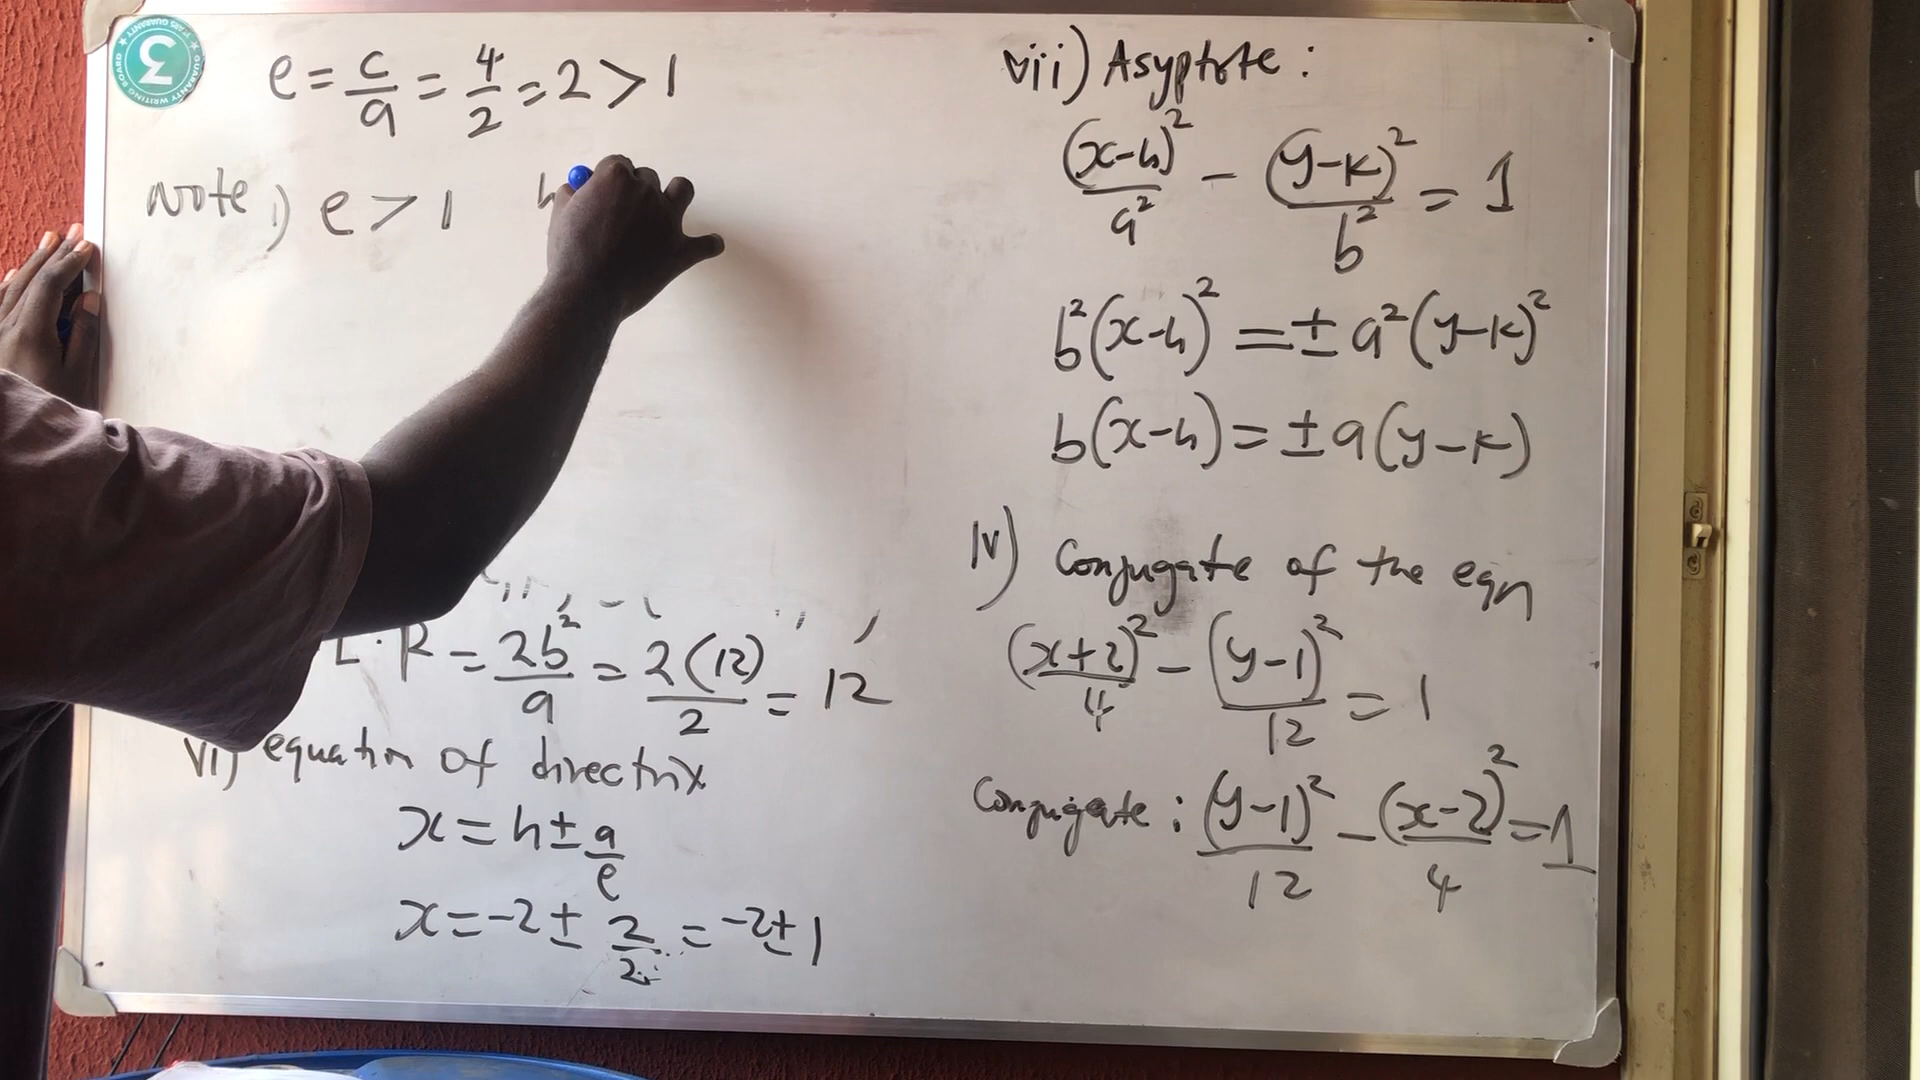 e = c/a = 4/2 = 2 > 1
Note i) e > 1 h
L.R = 2b²/a = 2(12)/2 = 12
vi) equation of directrix
x = h ± a/e
x = -2 ± 2/2 = -2 ± 1
vii) Asyptote :
(x-h)²/a² - (y-k)²/b² = 1
b²(x-h)² = ± a²(y-k)²
b(x-h) = ± a(y-k)
iv) Conjugate of the eqn
(x+2)²/4 - (y-1)²/12 = 1
Conjugate : (y-1)²/12 - (x-2)²/4 = 1